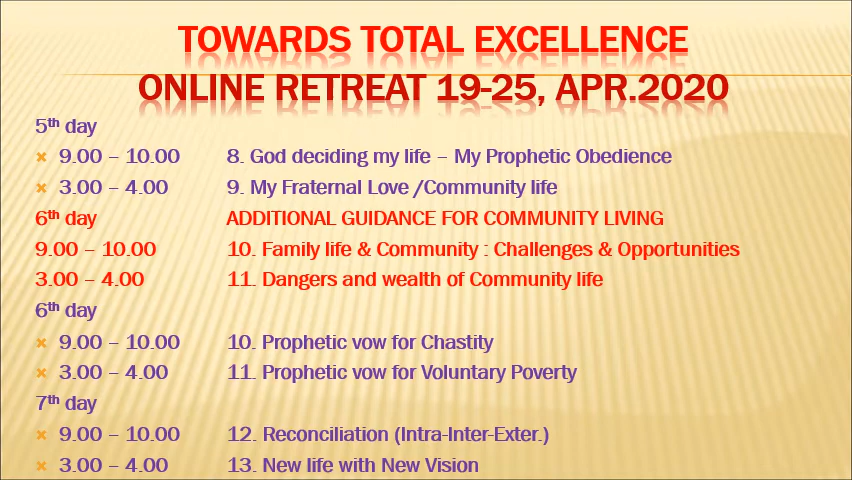 TOWARDS TOTAL EXCELLENCE
ONLINE RETREAT 19-25, APR.2020
5th day
9.00 – 10.00 8. God deciding my life – My Prophetic Obedience
3.00 – 4.00 9. My Fraternal Love /Community life
6th day ADDITIONAL GUIDANCE FOR COMMUNITY LIVING
9.00 – 10.00 10. Family life & Community : Challenges & Opportunities
3.00 – 4.00 11. Dangers and wealth of Community life
6th day
9.00 – 10.00 10. Prophetic vow for Chastity
3.00 – 4.00 11. Prophetic vow for Voluntary Poverty
7th day
9.00 – 10.00 12. Reconciliation (Intra-Inter-Exter.)
3.00 – 4.00 13. New life with New Vision